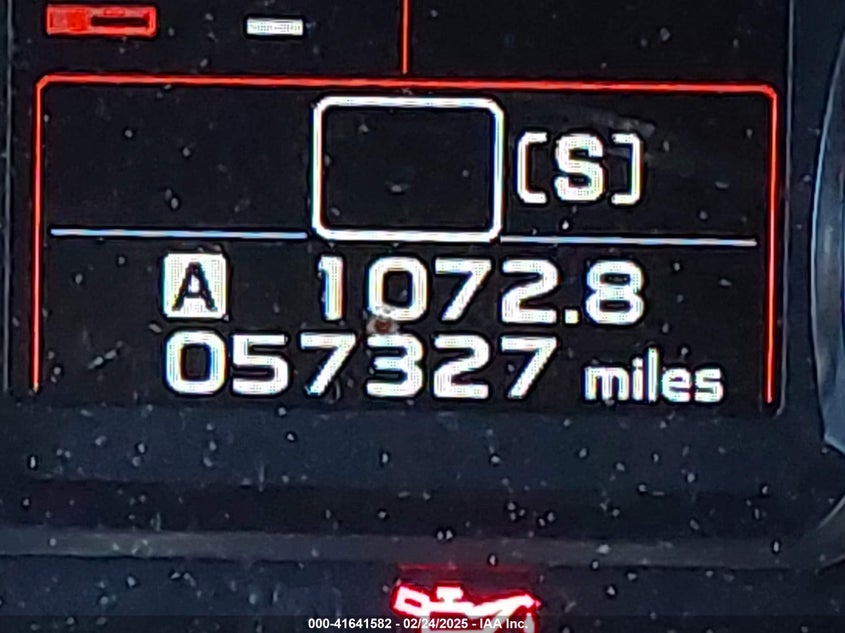 [S]
A 1072.8
057327 miles
000-41641582 - 02/24/2025 - IAA Inc.